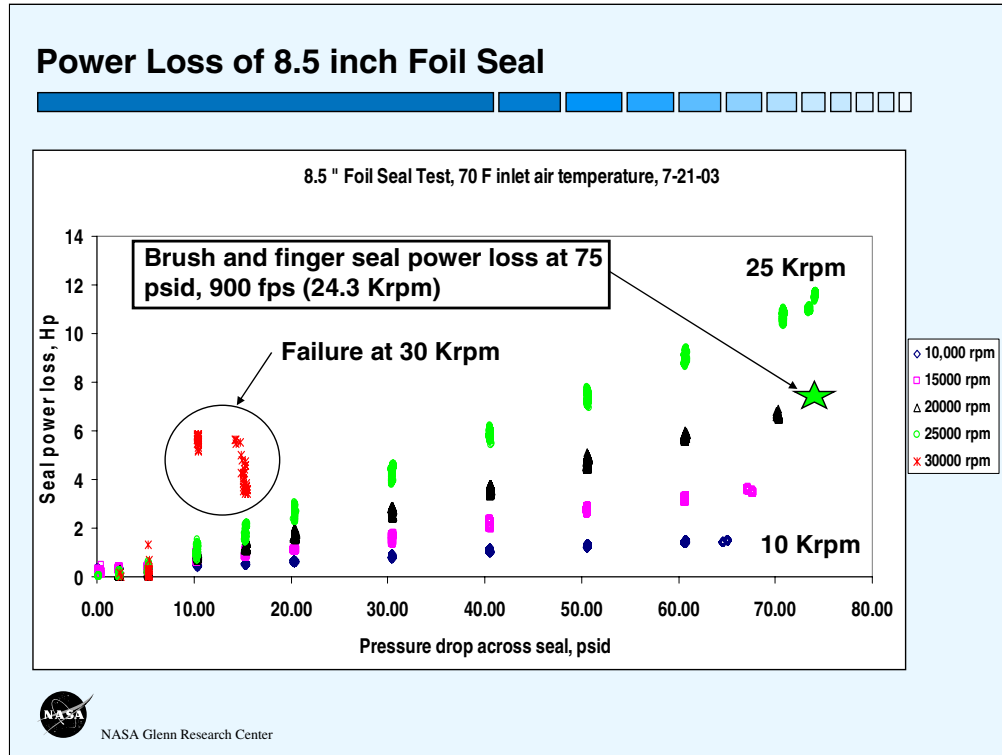 Power Loss of 8.5 inch Foil Seal
8.5 " Foil Seal Test, 70 F inlet air temperature, 7-21-03
Seal power loss, Hp
14
12
10
8
6
4
2
0
Brush and finger seal power loss at 75
psid, 900 fps (24.3 Krpm)
25 Krpm
Failure at 30 Krpm
10 Krpm
0.00 10.00 20.00 30.00 40.00 50.00 60.00 70.00 80.00
Pressure drop across seal, psid
10,000 rpm
15000 rpm
20000 rpm
25000 rpm
30000 rpm
NASA
NASA Glenn Research Center